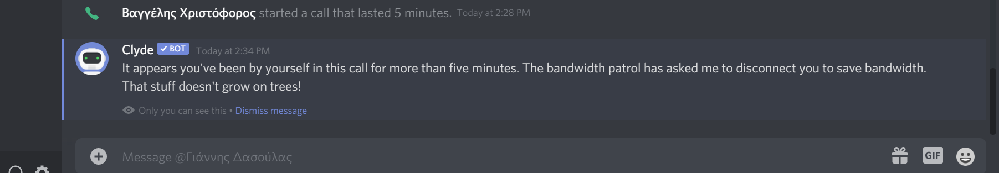 Βαγγέλης Χριστόφορος started a call that lasted 5 minutes. Today at 2:28 PM
Clyde ✓ BOT Today at 2:34 PM
It appears you've been by yourself in this call for more than five minutes. The bandwidth patrol has asked me to disconnect you to save bandwidth.
That stuff doesn't grow on trees!
Only you can see this • Dismiss message
Message @Γιάννης Δασούλας GIF